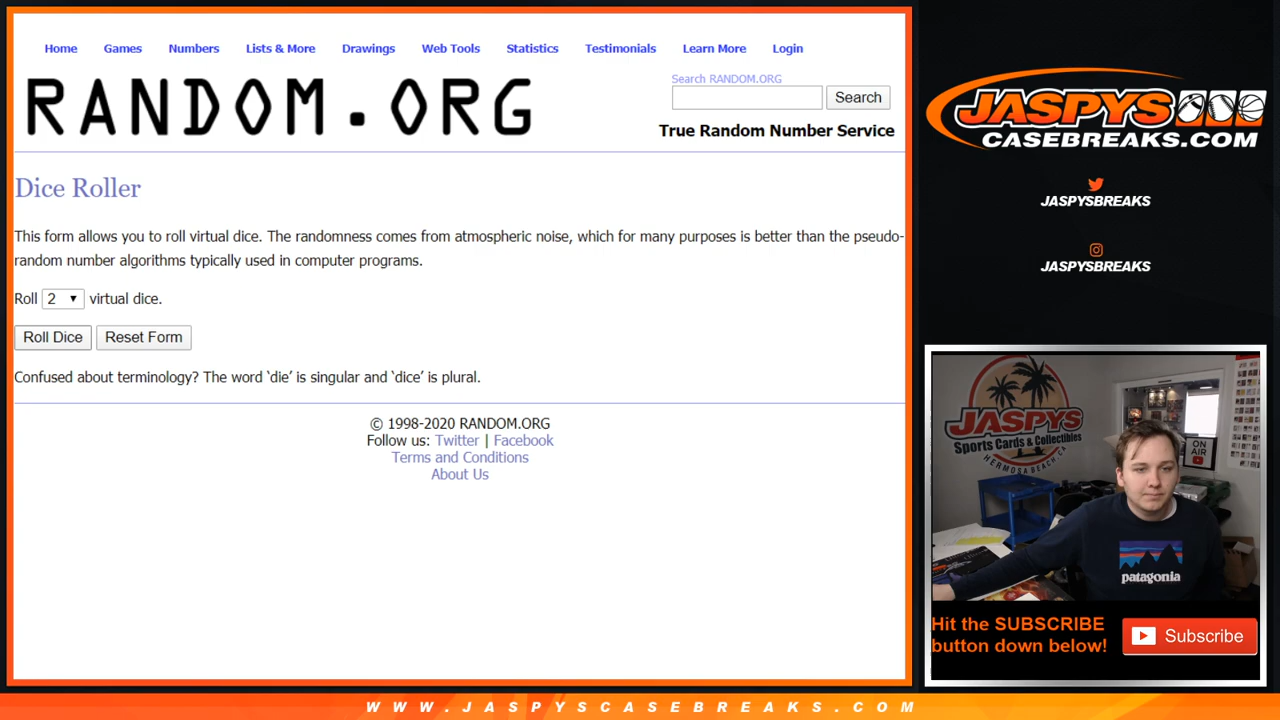 Home Games Numbers Lists & More Drawings Web Tools Statistics Testimonials Learn More Login
RANDOM.ORG
Search RANDOM.ORG
Search
True Random Number Service
Dice Roller
This form allows you to roll virtual dice. The randomness comes from atmospheric noise, which for many purposes is better than the pseudo-
random number algorithms typically used in computer programs.
Roll 2 virtual dice.
Roll Dice Reset Form
Confused about terminology? The word ‘die’ is singular and ‘dice’ is plural.
© 1998-2020 RANDOM.ORG
Follow us: Twitter | Facebook
Terms and Conditions
About Us
JASPYS
CASEBREAKS.COM
JASPYSBREAKS
JASPYSBREAKS
JASPYS
Sports Cards & Collectibles
HERMOSA BEACH, CA
ON
AIR
patagonia
Hit the SUBSCRIBE
button down below!
Subscribe
WWW.JASPYSCASEBREAKS.COM